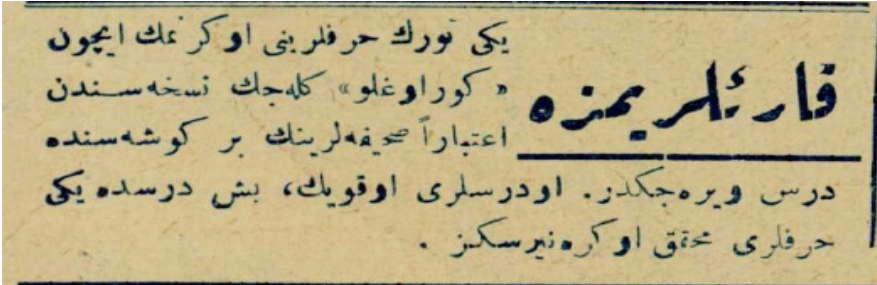 قارئلریمزه
یکی تورك حرفلرینی اوکرنمك ایچون
« کوراوغلو» کله‌جك نسخه‌سندن
اعتباراً صحیفه‌لرینك بر کوشه‌سنده
درس ویره‌جکدر. اودرسلری اوقویك، بش درسده یکی
حرفلری محقق اوکره‌نیرسکز .